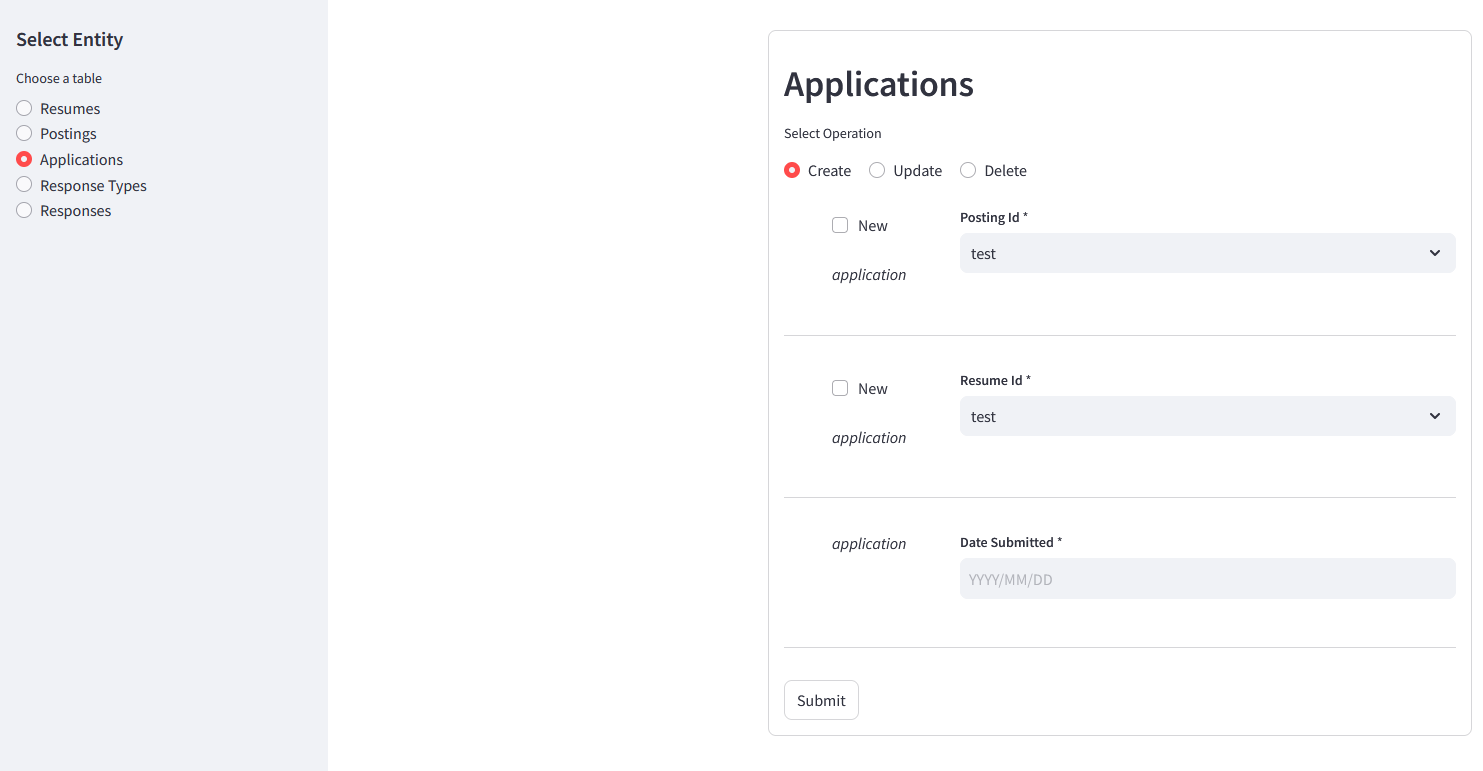 Select Entity
Choose a table
Resumes
Postings
Applications
Response Types
Responses
Applications
Select Operation
Create Update Delete
New
Posting Id *
test
application
New
Resume Id *
test
application
application
Date Submitted *
YYYY/MM/DD
Submit